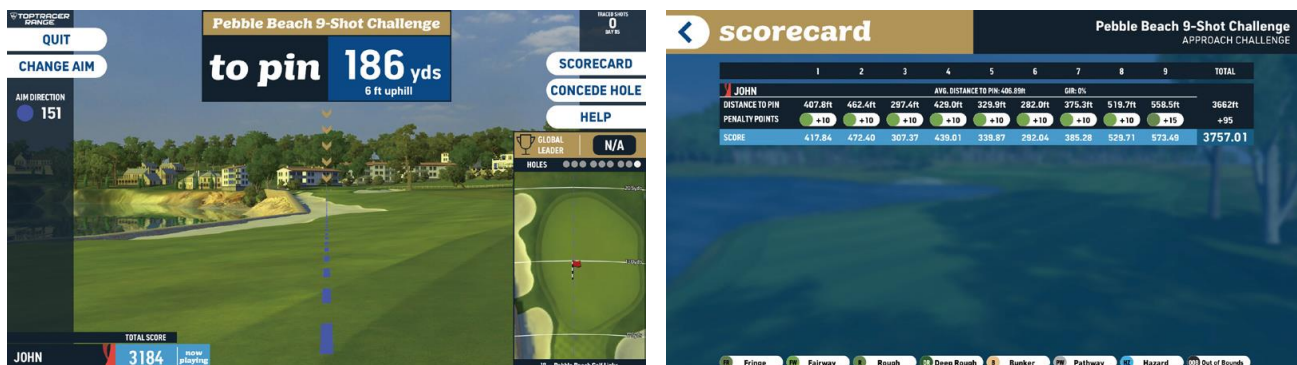 TOPTRACER
RANGE
QUIT
CHANGE AIM
AIM DIRECTION
151
Pebble Beach 9-Shot Challenge
to pin
186 yds
6 ft uphill
TRACER SHOTS
0
SCORECARD
CONCEDE HOLE
HELP
GLOBAL
LEADER
N/A
HOLES
TOTAL SCORE
JOHN
3184
now
playing
scorecard
Pebble Beach 9-Shot Challenge
APPROACH CHALLENGE
1 2 3 4 5 6 7 8 9 TOTAL
JOHN AVG. DISTANCE TO PIN: 406.89ft GIR: 0%
DISTANCE TO PIN 407.8ft 462.4ft 297.4ft 429.0ft 329.9ft 282.0ft 375.3ft 519.7ft 558.5ft 3662ft
PENALTY POINTS +10 +10 +10 +10 +10 +10 +10 +10 +15 +95
SCORE 417.84 472.40 307.37 439.01 339.87 292.04 385.28 529.71 573.49 3757.01
FR Fringe FW Fairway R Rough DR Deep Rough B Bunker PW Pathway HZ Hazard OOB Out of Bounds